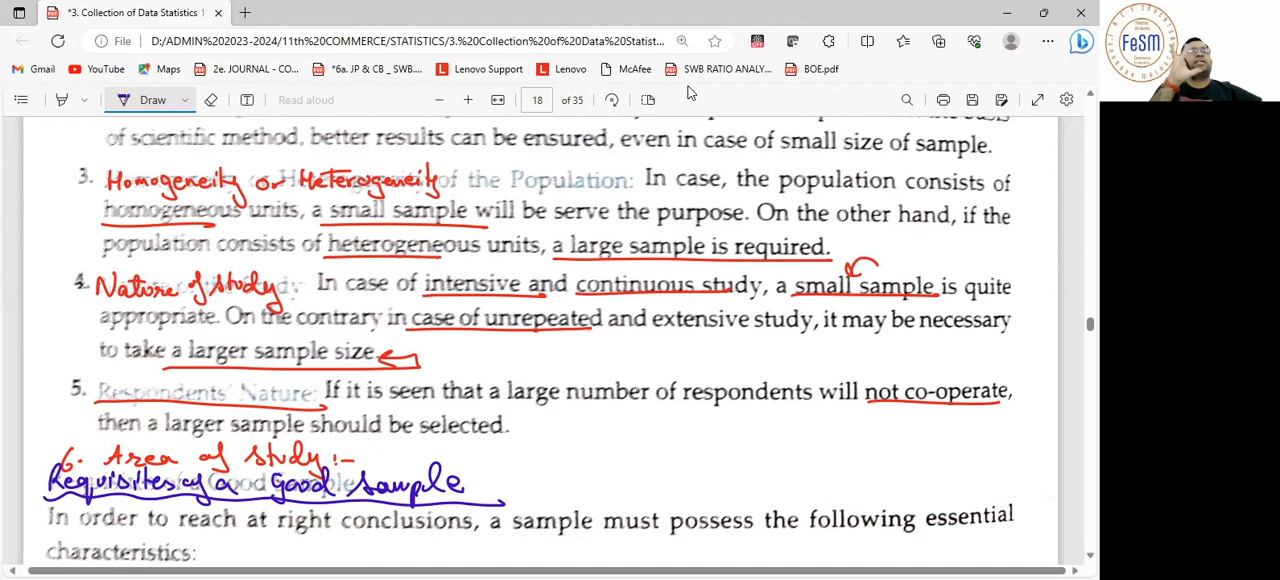 *3. Collection of Data Statistics 1
File D:/ADMIN%202023-2024/11th%20COMMERCE/STATISTICS/3.%20Collection%20of%20Data%20Statist...
Gmail YouTube Maps 2e. JOURNAL - CO... *6a. JP & CB _SWB... Lenovo Support Lenovo McAfee SWB RATIO ANALY... BOE.pdf
Draw Read aloud 18 of 35
FeSM
of scientific method, better results can be ensured, even in case of small size of sample.
3. Homogeneity or Heterogeneity of the Population: In case, the population consists of
homogeneous units, a small sample will be serve the purpose. On the other hand, if the
population consists of heterogeneous units, a large sample is required.
4. Nature of study In case of intensive and continuous study, a small sample is quite
appropriate. On the contrary in case of unrepeated and extensive study, it may be necessary
to take a larger sample size.
5. Respondents' Nature: If it is seen that a large number of respondents will not co-operate,
then a larger sample should be selected.
6. Area of study:-
Requisites of a Good Sample
In order to reach at right conclusions, a sample must possess the following essential
characteristics: